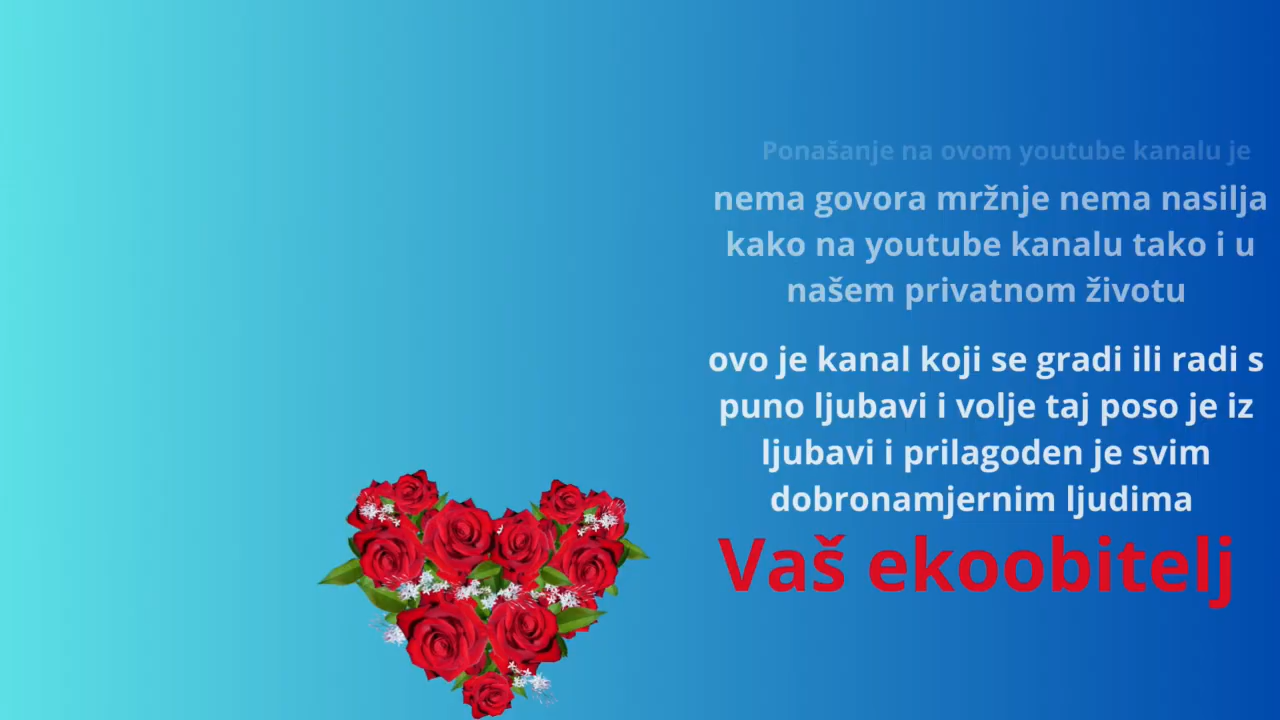 Ponašanje na ovom youtube kanalu je
nema govora mržnje nema nasilja
kako na youtube kanalu tako i u
našem privatnom životu
ovo je kanal koji se gradi ili radi s
puno ljubavi i volje taj poso je iz
ljubavi i prilagoden je svim
dobronamjernim ljudima
Vaš ekoobitelj